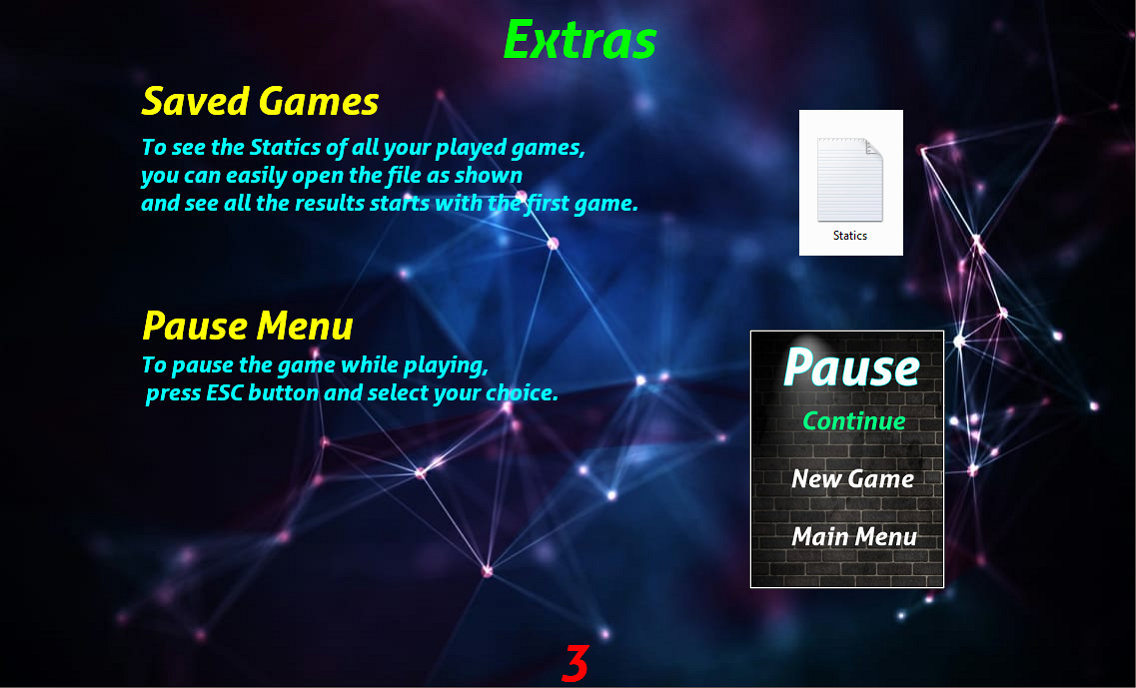 Extras
Saved Games
To see the Statics of all your played games,
you can easily open the file as shown
and see all the results starts with the first game.
Statics
Pause Menu
To pause the game while playing,
press ESC button and select your choice.
Pause
Continue
New Game
Main Menu
3